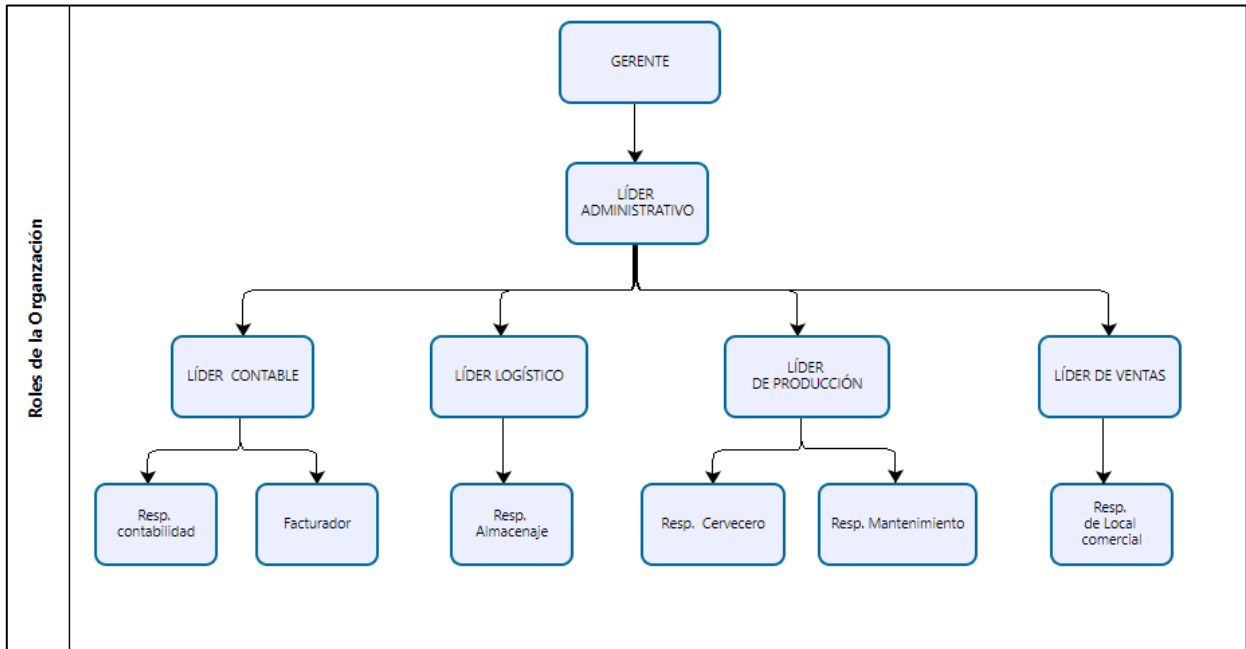 Roles de la Organzación
GERENTE
LÍDER
ADMINISTRATIVO
LÍDER CONTABLE
LÍDER LOGÍSTICO
LÍDER
DE PRODUCCIÓN
LÍDER DE VENTAS
Resp.
contabilidad
Facturador
Resp.
Almacenaje
Resp. Cervecero
Resp. Mantenimiento
Resp.
de Local
comercial